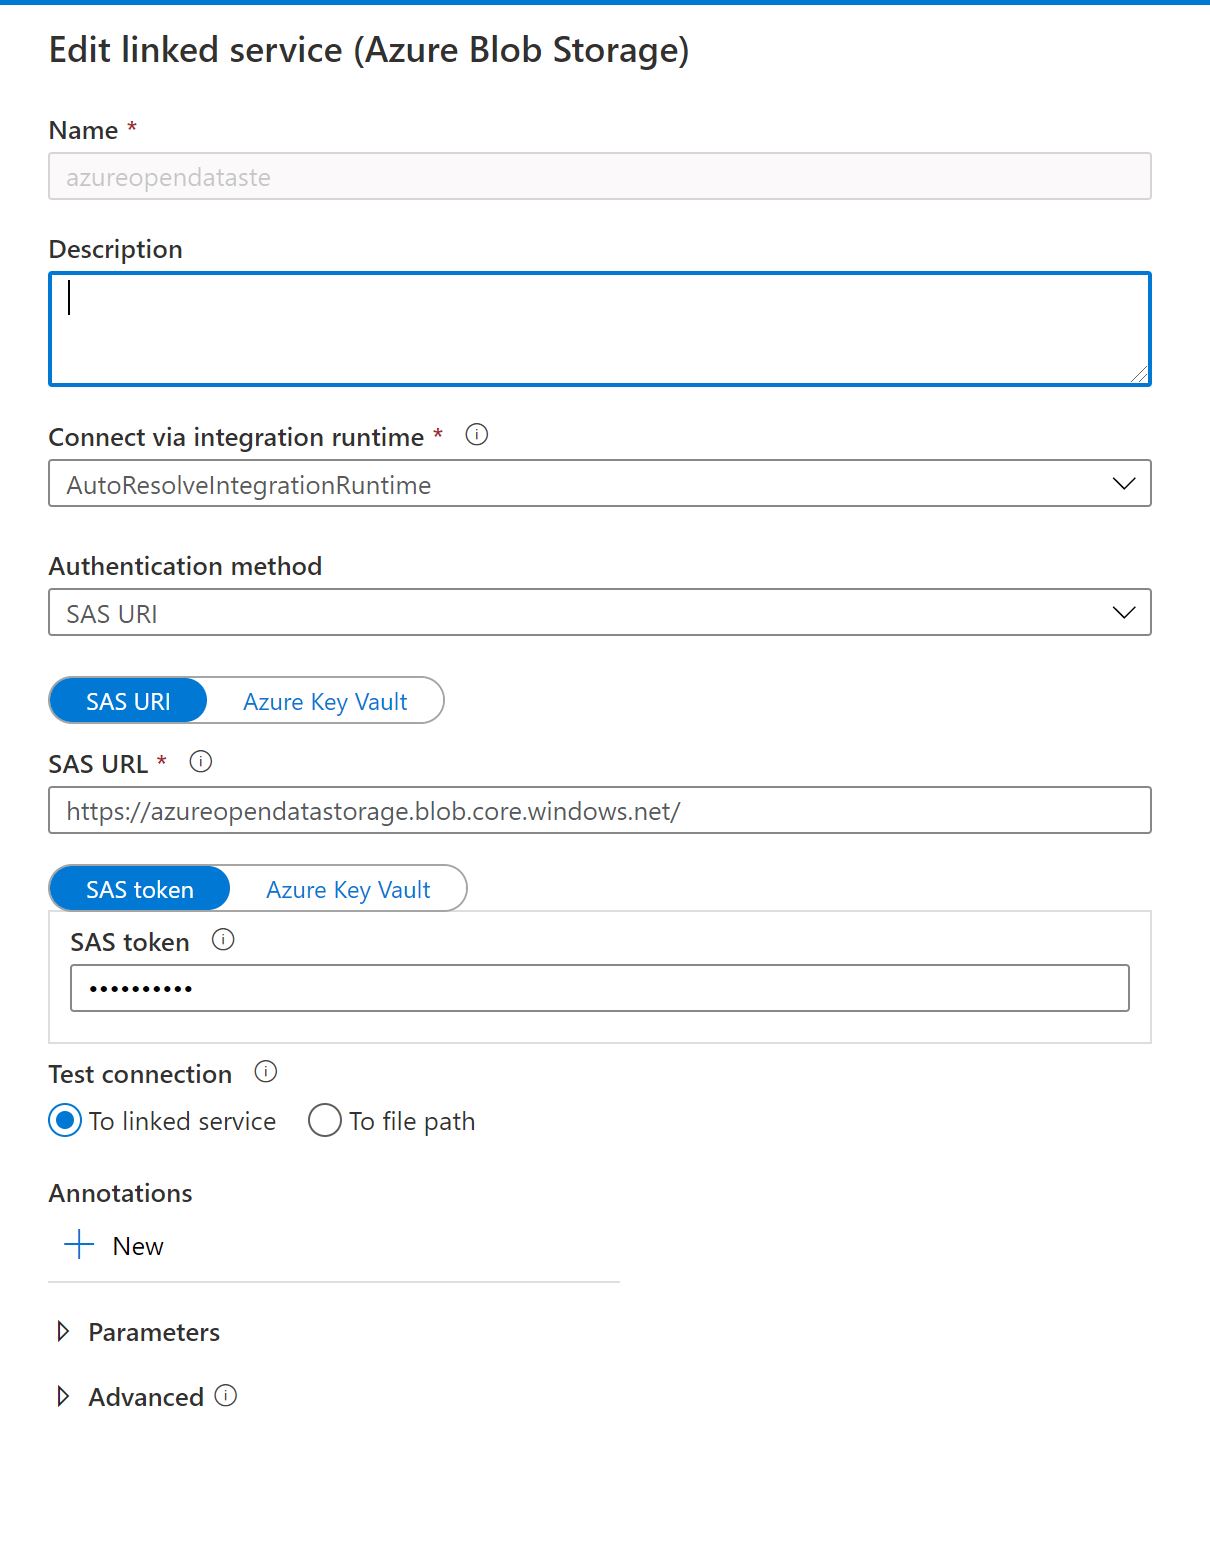 Edit linked service (Azure Blob Storage)
Name *
azureopendataste
Description
Connect via integration runtime *
AutoResolveIntegrationRuntime
Authentication method
SAS URI
SAS URI Azure Key Vault
SAS URL *
https://azureopendatastorage.blob.core.windows.net/
SAS token Azure Key Vault
SAS token
••••••••••
Test connection
To linked service To file path
Annotations
New
Parameters
Advanced